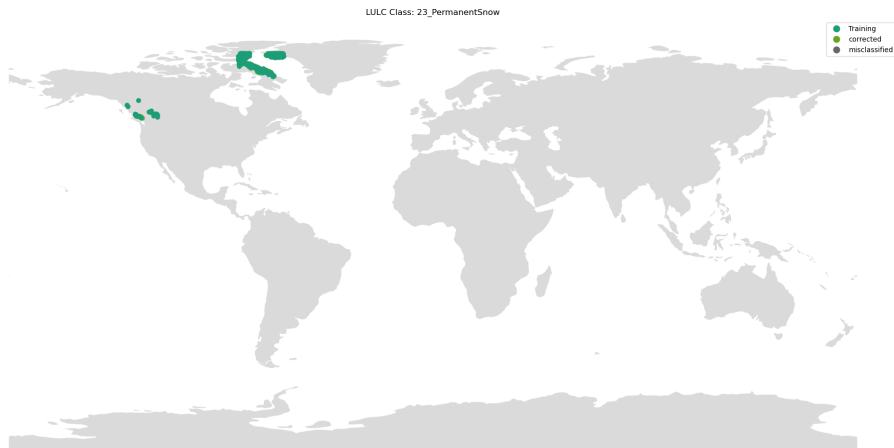 LULC Class: 23_PermanentSnow
Training
corrected
misclassified